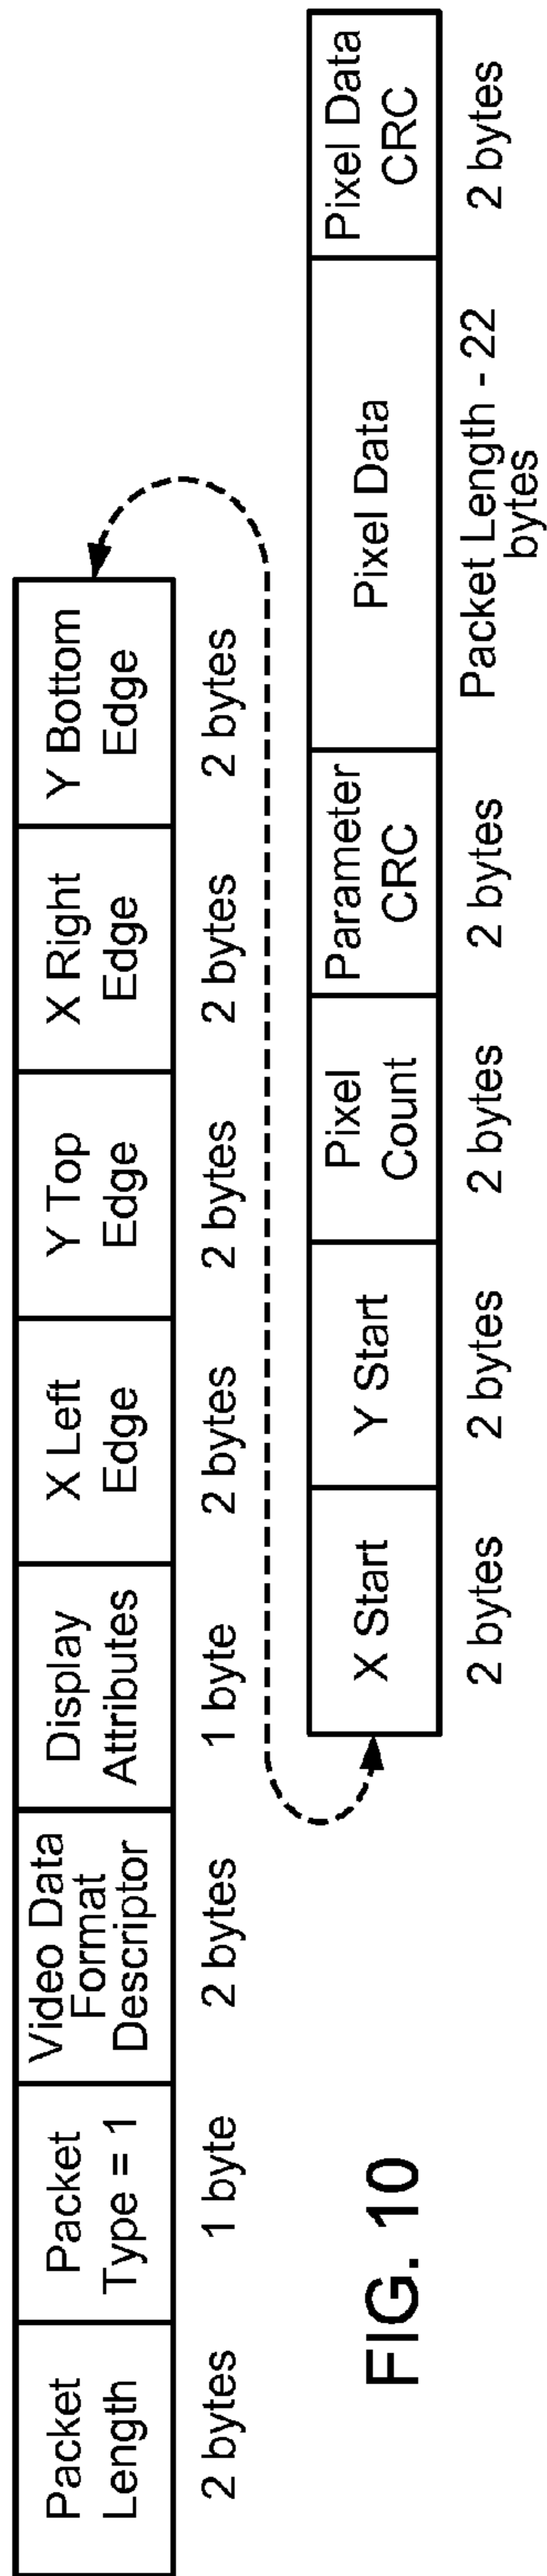 Packet
Length
2 bytes
Packet
Type = 1
1 byte
Video Data
Format
Descriptor
2 bytes
Display
Attributes
1 byte
X Left
Edge
2 bytes
Y Top
Edge
2 bytes
X Right
Edge
2 bytes
Y Bottom
Edge
2 bytes
X Start
2 bytes
Y Start
2 bytes
Pixel
Count
2 bytes
Parameter
CRC
2 bytes
Pixel Data
Packet Length - 22
bytes
Pixel Data
CRC
2 bytes
FIG. 10